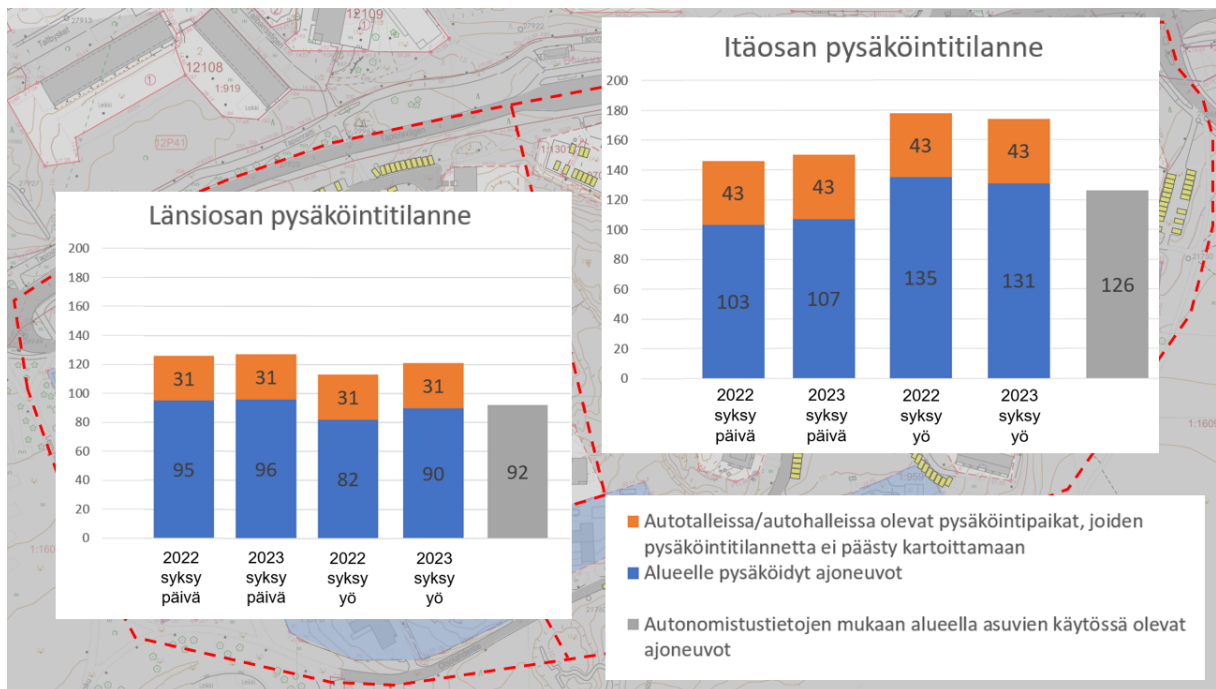 12109
12108
1:919
12P41
27927
Länsiosan pysäköintitilanne
200
180
160
140
120
100
80
60
40
20
0
31
31
31
31
95
96
82
90
92
2022
syksy
päivä
2023
syksy
päivä
2022
syksy
yö
2023
syksy
yö
Itäosan pysäköintitilanne
200
180
160
140
120
100
80
60
40
20
0
43
43
43
43
103
107
135
131
126
2022
syksy
päivä
2023
syksy
päivä
2022
syksy
yö
2023
syksy
yö
Autotalleissa/autohalleissa olevat pysäköintipaikat, joiden
pysäköintitilannetta ei päästy kartoittamaan
Alueelle pysäköidyt ajoneuvot
Autonomistustietojen mukaan alueella asuvien käytössä olevat
ajoneuvot